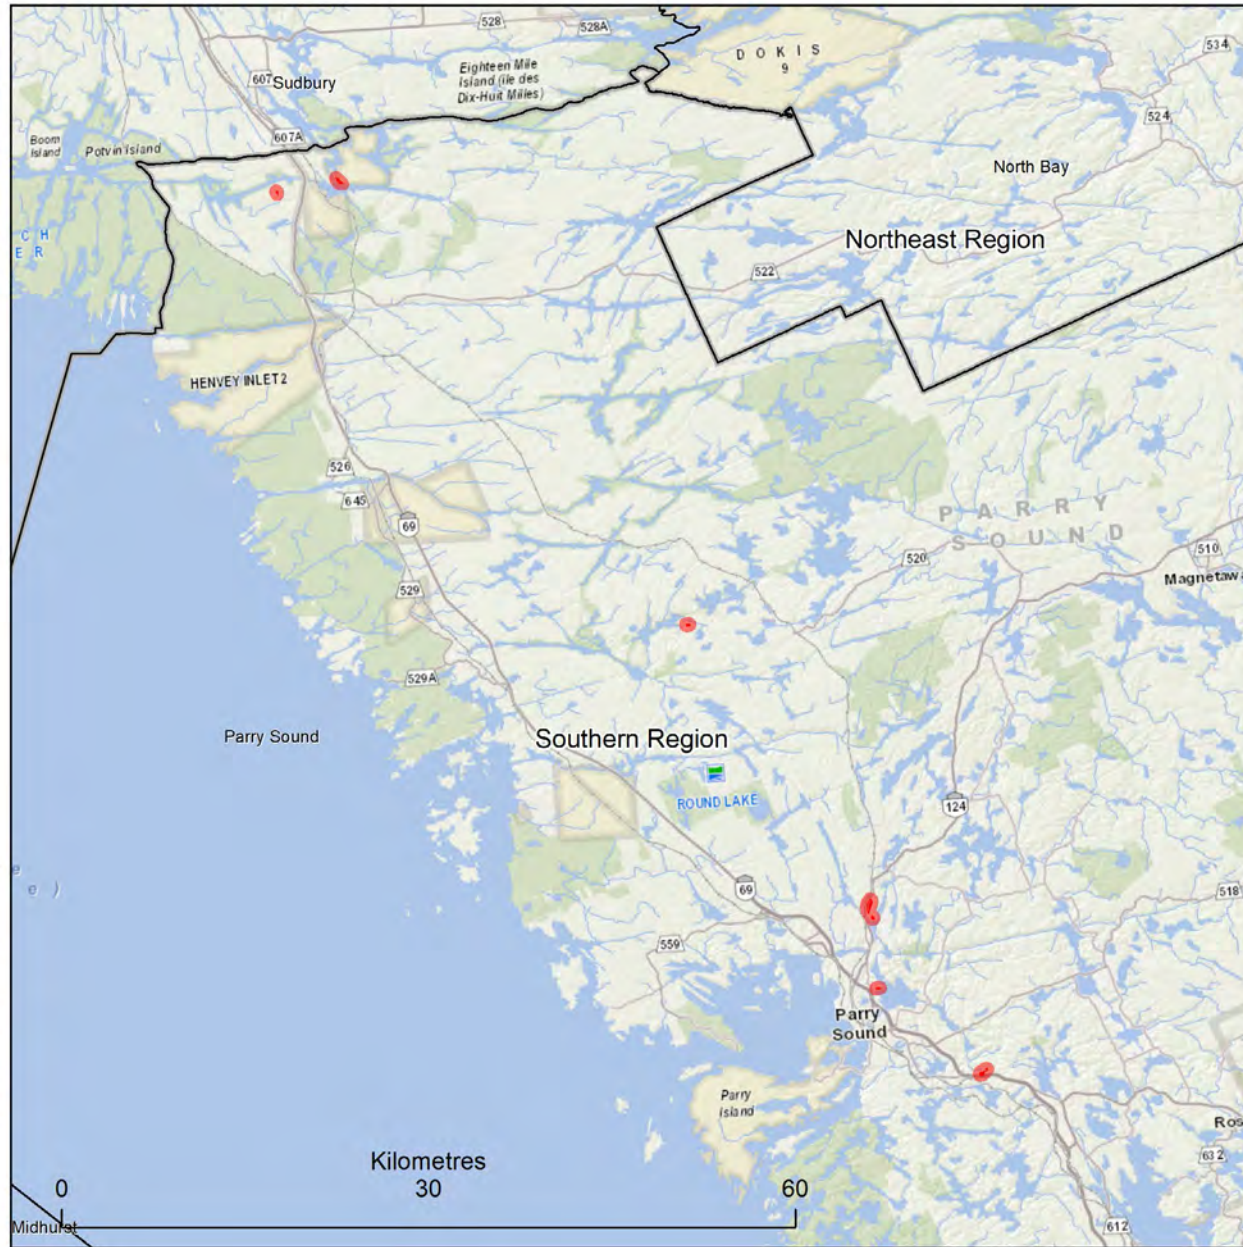 528
528A
534
DOKIS
9
Eighteen Mile
Island (île des
Dix-Huit Milles)
607
Sudbury
524
607A
Boom
Island
Potvin Island
North Bay
C H
E R
Northeast Region
522
HENVEY INLET 2
526
645
69
PARRY
SOUND
520
510
Magnetaw
529
529A
Parry Sound
Southern Region
ROUND LAKE
124
69
518
e
e )
559
Parry
Sound
Parry
Island
Ros
632
Kilometres
0 30 60
Midhurst
612